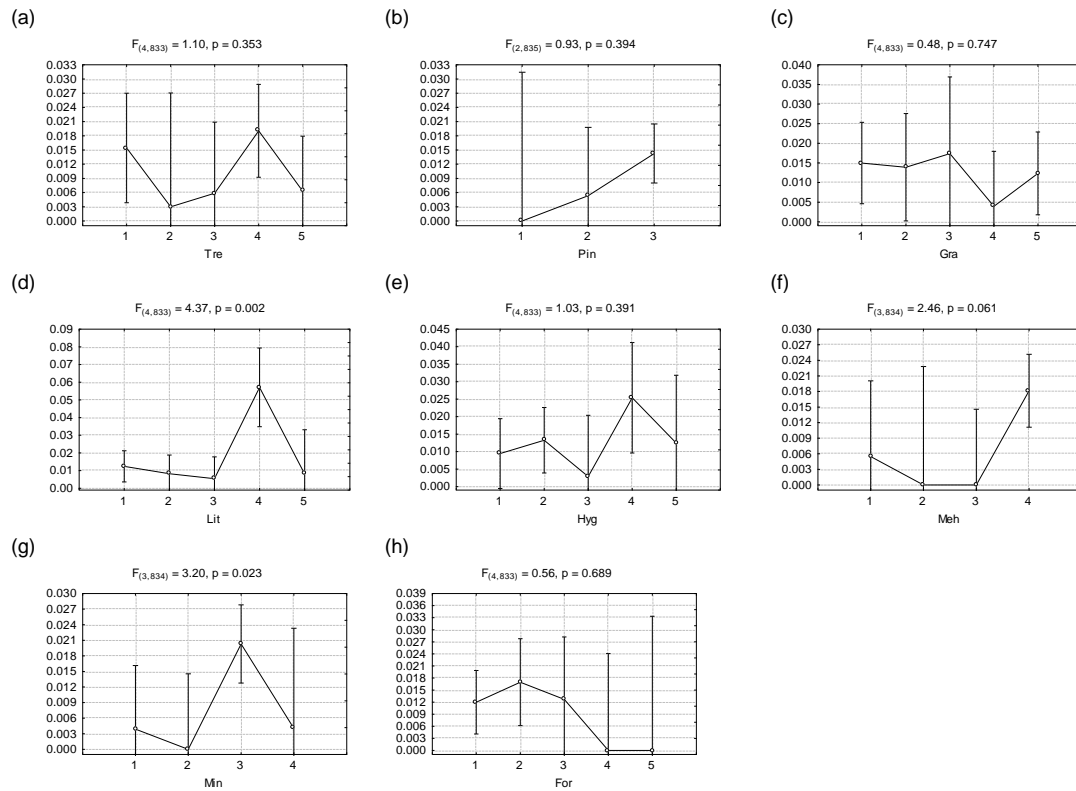 (a)
F(4,833) = 1.10, p = 0.353
0.033
0.030
0.027
0.024
0.021
0.018
0.015
0.012
0.009
0.006
0.003
0.000
1 2 3 4 5
Tre
(b)
F(2,835) = 0.93, p = 0.394
0.033
0.030
0.027
0.024
0.021
0.018
0.015
0.012
0.009
0.006
0.003
0.000
1 2 3
Pin
(c)
F(4,833) = 0.48, p = 0.747
0.040
0.035
0.030
0.025
0.020
0.015
0.010
0.005
0.000
1 2 3 4 5
Gra
(d)
F(4,833) = 4.37, p = 0.002
0.09
0.08
0.07
0.06
0.05
0.04
0.03
0.02
0.01
0.00
1 2 3 4 5
Lit
(e)
F(4,833) = 1.03, p = 0.391
0.045
0.040
0.035
0.030
0.025
0.020
0.015
0.010
0.005
0.000
1 2 3 4 5
Hyg
(f)
F(3,834) = 2.46, p = 0.061
0.030
0.027
0.024
0.021
0.018
0.015
0.012
0.009
0.006
0.003
0.000
1 2 3 4
Meh
(g)
F(3,834) = 3.20, p = 0.023
0.030
0.027
0.024
0.021
0.018
0.015
0.012
0.009
0.006
0.003
0.000
1 2 3 4
Min
(h)
F(4,833) = 0.56, p = 0.689
0.039
0.036
0.033
0.030
0.027
0.024
0.021
0.018
0.015
0.012
0.009
0.006
0.003
0.000
1 2 3 4 5
For